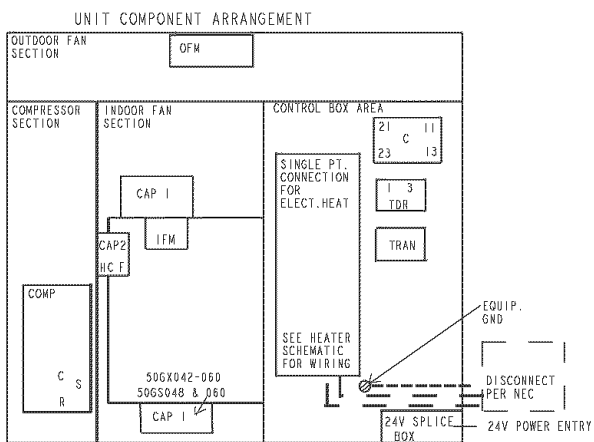 UNIT COMPONENT ARRANGEMENT
OUTDOOR FAN
SECTION
OFM
COMPRESSOR
SECTION
INDOOR FAN
SECTION
CONTROL BOX AREA
21 11
C
23 13
SINGLE PT.
CONNECTION
FOR
ELECT.HEAT
1 3
TDR
CAP 1
IFM
TRAN
CAP2
HC F
COMP
EQUIP.
GND
SEE HEATER
SCHEMATIC
FOR WIRING
C
S
R
50GX042-060
50GS048 & 060
DISCONNECT
PER NEC
CAP 1
24V SPLICE
BOX
24V POWER ENTRY